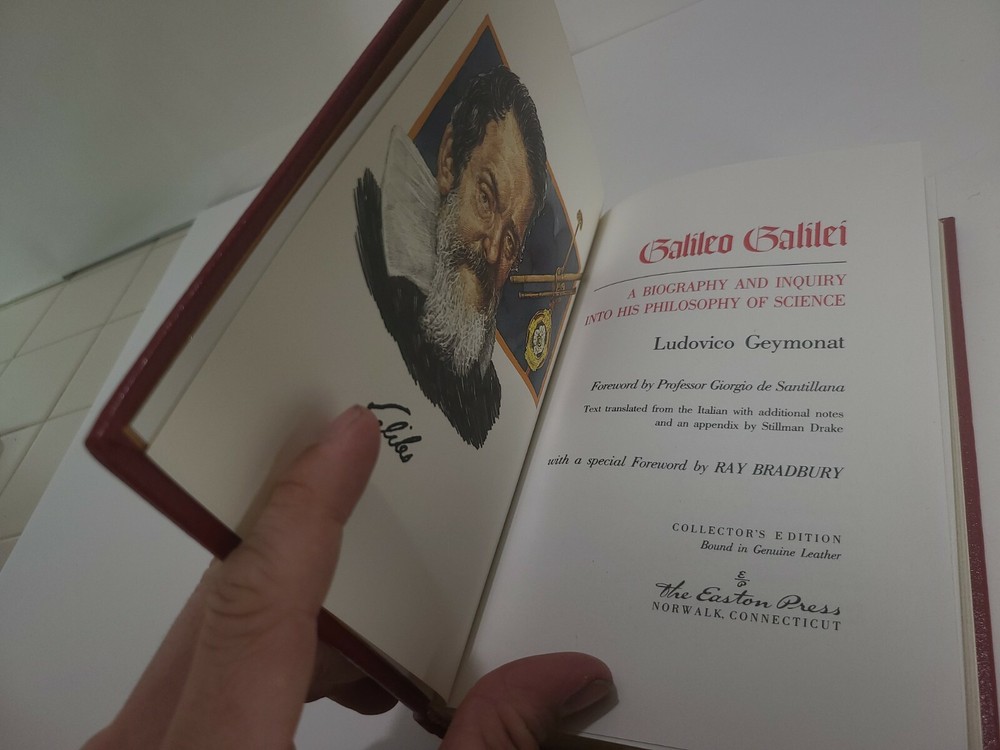 Galileo Galilei
A BIOGRAPHY AND INQUIRY
INTO HIS PHILOSOPHY OF SCIENCE
Ludovico Geymonat
Foreword by Professor Giorgio de Santillana
Text translated from the Italian with additional notes
and an appendix by Stillman Drake
with a special Foreword by RAY BRADBURY
COLLECTOR'S EDITION
Bound in Genuine Leather
The Easton Press
NORWALK, CONNECTICUT